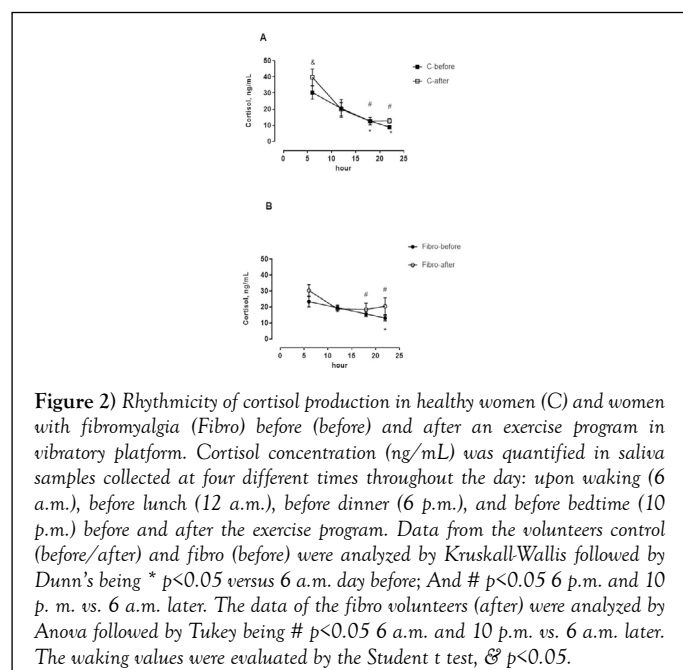 A
&
50
C-before
40
C-after
30
Cortisol, ng/mL
20
# #
10
* *
0
0 5 10 15 20 25
hour
B
Fibro-before
50
Fibro-after
40
30
Cortisol, ng/mL
# #
20
10
*
0
0 5 10 15 20 25
hour
Figure 2) Rhythmicity of cortisol production in healthy women (C) and women
with fibromyalgia (Fibro) before (before) and after an exercise program in
vibratory platform. Cortisol concentration (ng/mL) was quantified in saliva
samples collected at four different times throughout the day: upon waking (6
a.m.), before lunch (12 a.m.), before dinner (6 p.m.), and before bedtime (10
p.m.) before and after the exercise program. Data from the volunteers control
(before/after) and fibro (before) were analyzed by Kruskall-Wallis followed by
Dunn's being * p<0.05 versus 6 a.m. day before; And # p<0.05 6 p.m. and 10
p. m. vs. 6 a.m. later. The data of the fibro volunteers (after) were analyzed by
Anova followed by Tukey being # p<0.05 6 a.m. and 10 p.m. vs. 6 a.m. later.
The waking values were evaluated by the Student t test, & p<0.05.